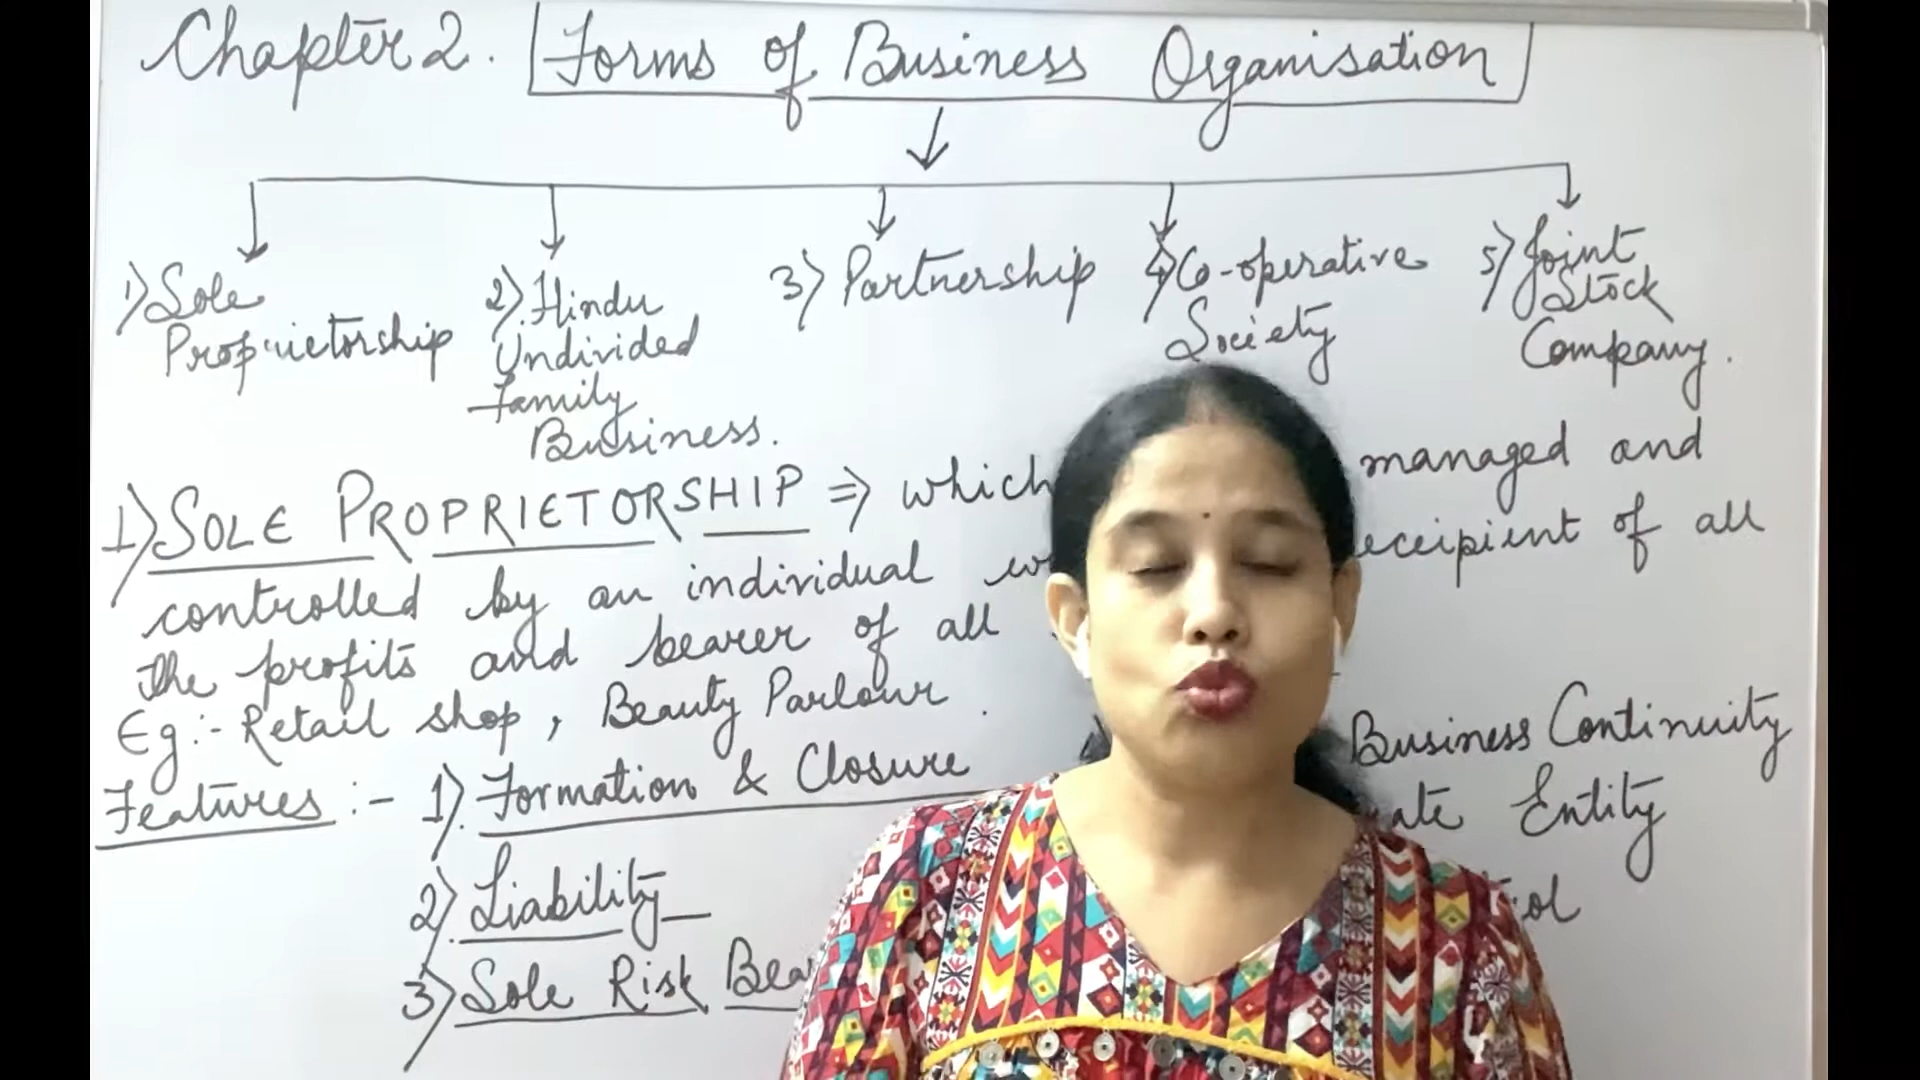 Chapter 2. Forms of Business Organisation
1) Sole Proprietorship
2) Hindu Undivided Family Business.
3) Partnership
4) Co-operative Society
5) Joint Stock Company.
1) SOLE PROPRIETORSHIP => which managed and
controlled by an individual of all
the profits and bearer of all
Eg:- Retail shop, Beauty Parlour.
Features :- 1). Formation & Closure
2). Liability
3) Sole Risk
Business Continuity
Entity